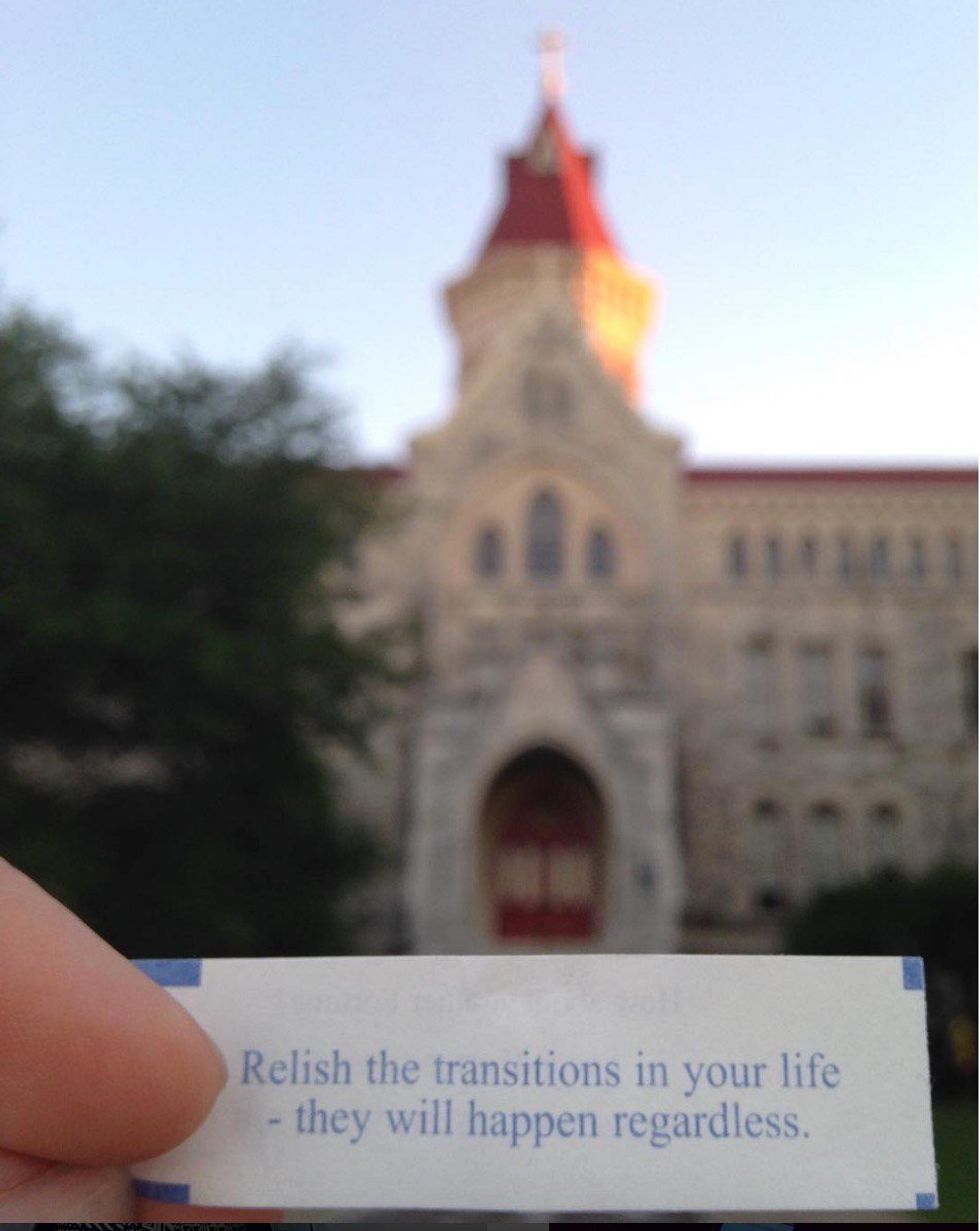 Relish the transitions in your life
- they will happen regardless.